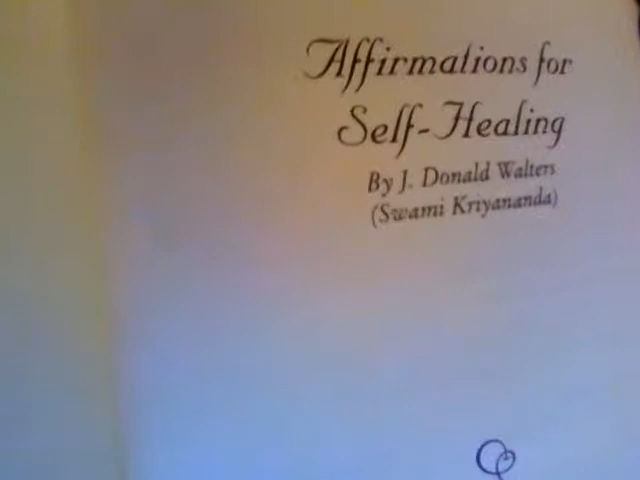 Affirmations for
Self-Healing
By J. Donald Walters
(Swami Kriyananda)